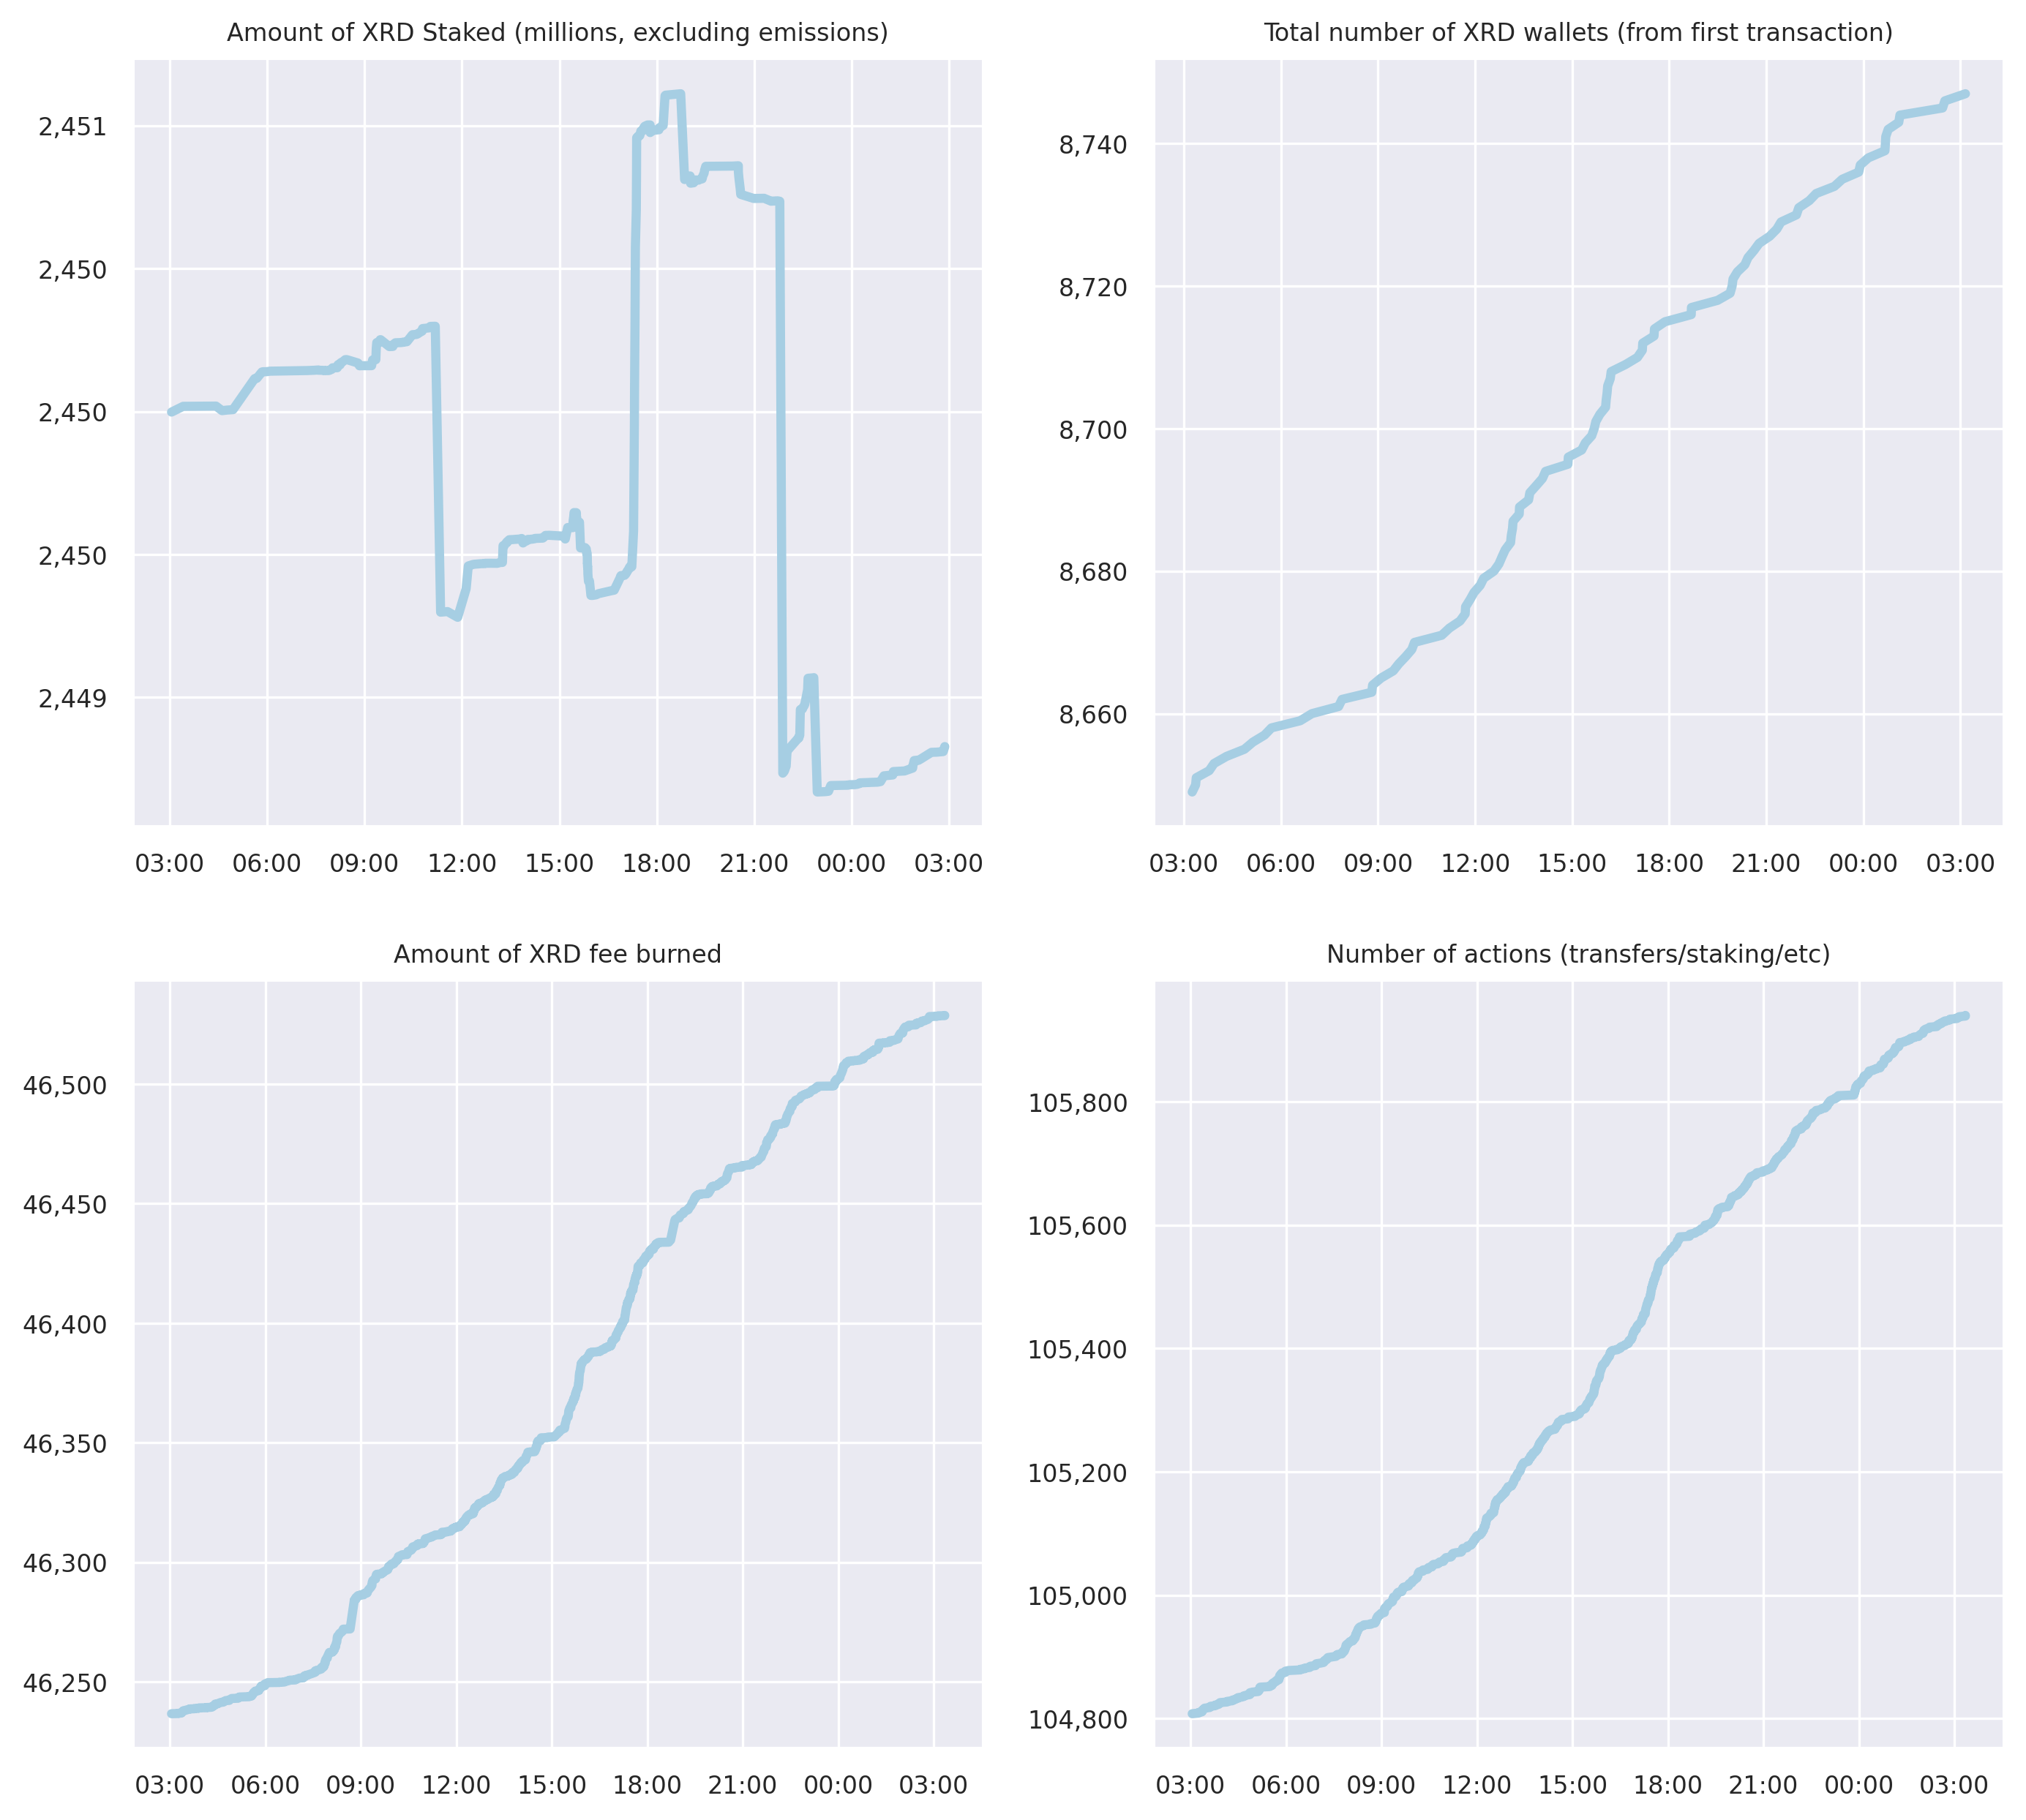 Amount of XRD Staked (millions, excluding emissions)
2,451
2,450
2,450
2,450
2,449
03:00 06:00 09:00 12:00 15:00 18:00 21:00 00:00 03:00
Total number of XRD wallets (from first transaction)
8,740
8,720
8,700
8,680
8,660
03:00 06:00 09:00 12:00 15:00 18:00 21:00 00:00 03:00
Amount of XRD fee burned
46,500
46,450
46,400
46,350
46,300
46,250
03:00 06:00 09:00 12:00 15:00 18:00 21:00 00:00 03:00
Number of actions (transfers/staking/etc)
105,800
105,600
105,400
105,200
105,000
104,800
03:00 06:00 09:00 12:00 15:00 18:00 21:00 00:00 03:00